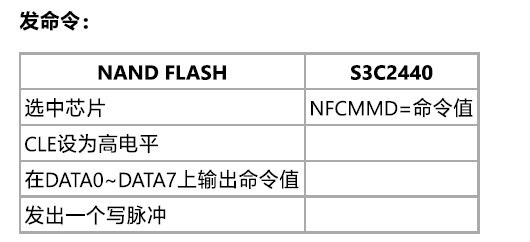 发命令：
NAND FLASH S3C2440
选中芯片 NFCMMD=命令值
CLE设为高电平
在DATA0~DATA7上输出命令值
发出一个写脉冲